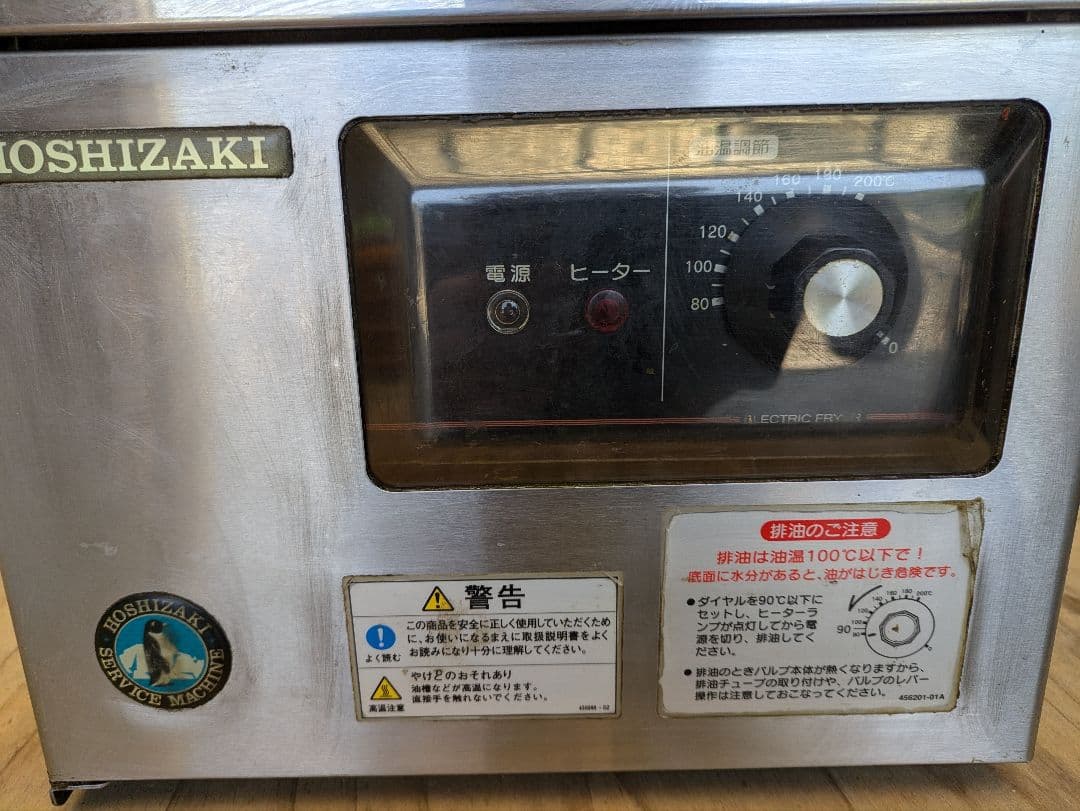 HOSHIZAKI
油温調節
電源
ヒーター
80
100
120
140
160
180
200℃
0
ELECTRIC FRYER
HOSHIZAKI
SERVICE MACHINE
警告
よく読む
この商品を安全に正しく使用していただくため
に、お使いになるまえに取扱説明書をよく
お読みになり十分に理解してください。
高温注意
やけどのおそれあり
油槽などが高温になります。
直接手を触れないでください。
排油のご注意
排油は油温100℃以下で!
底面に水分があると、油がはじき危険です。
●ダイヤルを90℃以下に
セットし、ヒーターラ
ンプが点灯してから電
源を切り、排油してく
ださい。
90
80
100
120
140
160
180
200℃
0
●排油のときバルブ本体が熱くなりますから、
排油チューブの取り付けや、バルブのレバー
操作は注意しておこなってください。
456201-01A